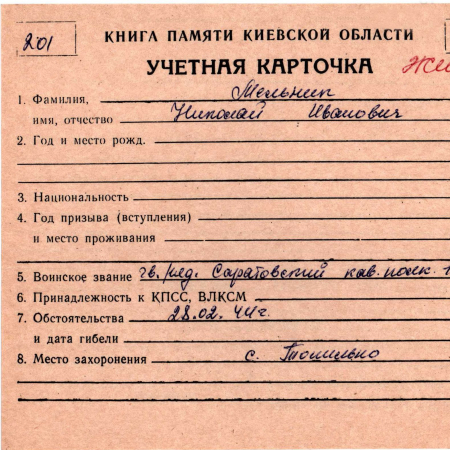 201
КНИГА ПАМЯТИ КИЕВСКОЙ ОБЛАСТИ
УЧЕТНАЯ КАРТОЧКА
1. Фамилия, Мельник
имя, отчество Николай Иванович
2. Год и место рожд.
3. Национальность
4. Год призыва (вступления)
и место проживания
5. Воинское звание гв. Саратовский кав. полк.
6. Принадлежность к КПСС, ВЛКСМ
7. Обстоятельства 28.02.44г.
и дата гибели
8. Место захоронения с. Топильно